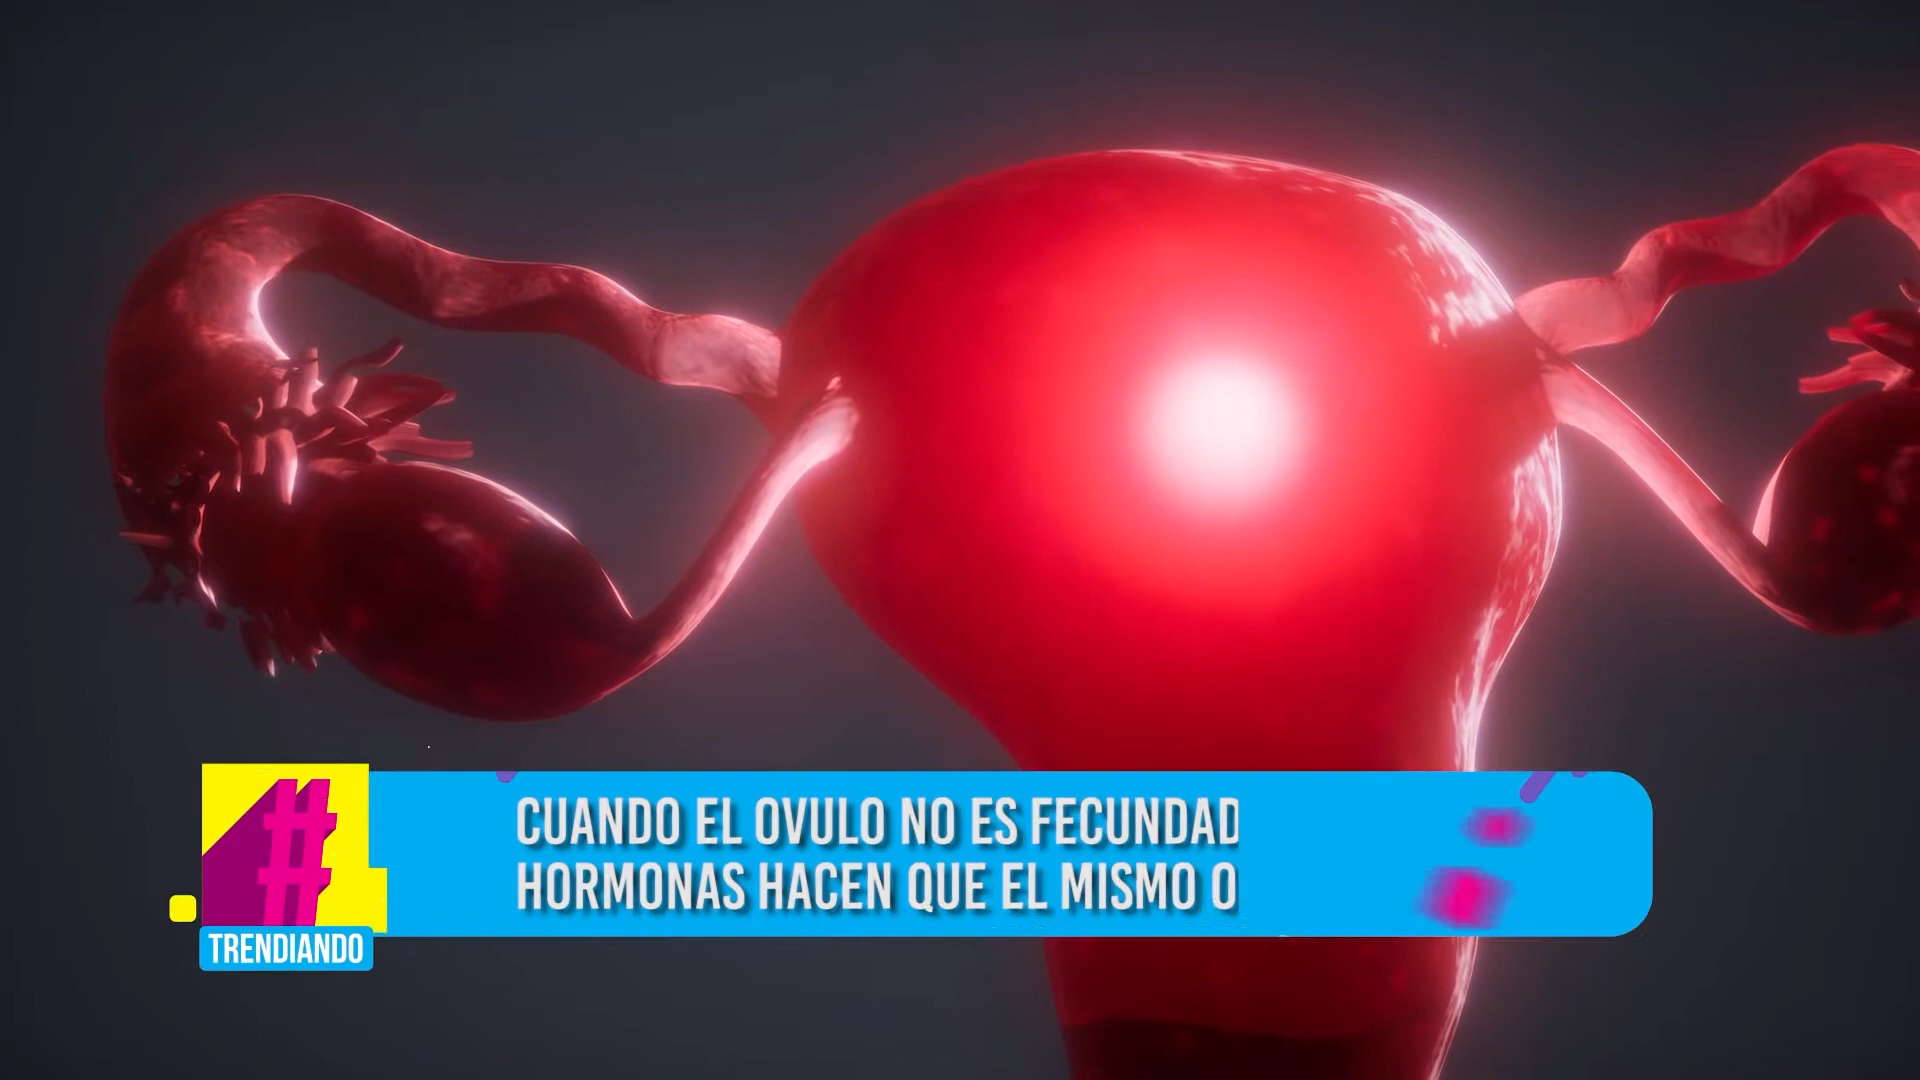 CUANDO EL OVULO NO ES FECUNDAD
HORMONAS HACEN QUE EL MISMO O
#
TRENDIANDO